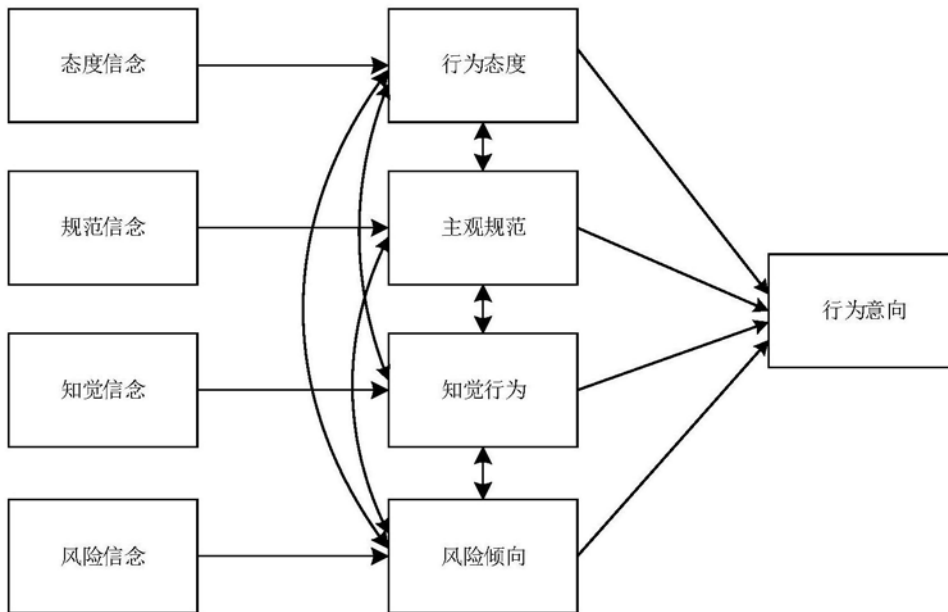 态度信念
行为态度
规范信念
主观规范
行为意向
知觉信念
知觉行为
风险信念
风险倾向